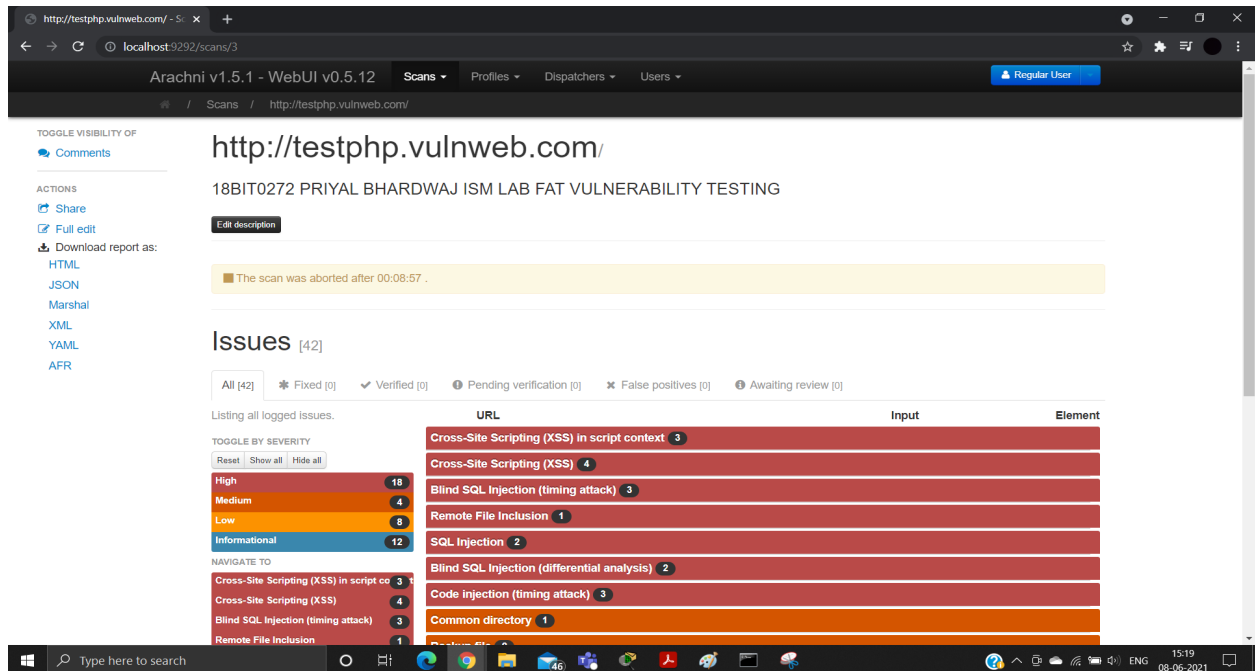 http://testphp.vulnweb.com/ - Sc
localhost:9292/scans/3
Arachni v1.5.1 - WebUI v0.5.12 Scans Profiles Dispatchers Users Regular User
/ Scans / http://testphp.vulnweb.com/
TOGGLE VISIBILITY OF
Comments
ACTIONS
Share
Full edit
Download report as:
HTML
JSON
Marshal
XML
YAML
AFR
http://testphp.vulnweb.com/
18BIT0272 PRIYAL BHARDWAJ ISM LAB FAT VULNERABILITY TESTING
Edit description
The scan was aborted after 00:08:57 .
Issues [42]
All [42] Fixed [0] Verified [0] Pending verification [0] False positives [0] Awaiting review [0]
Listing all logged issues.
TOGGLE BY SEVERITY
Reset Show all Hide all
High 18
Medium 4
Low 8
Informational 12
NAVIGATE TO
Cross-Site Scripting (XSS) in script co 3 t
Cross-Site Scripting (XSS) 4
Blind SQL Injection (timing attack) 3
Remote File Inclusion 1
URL Input Element
Cross-Site Scripting (XSS) in script context 3
Cross-Site Scripting (XSS) 4
Blind SQL Injection (timing attack) 3
Remote File Inclusion 1
SQL Injection 2
Blind SQL Injection (differential analysis) 2
Code injection (timing attack) 3
Common directory 1
Type here to search
46
ENG
15:19
08-06-2021